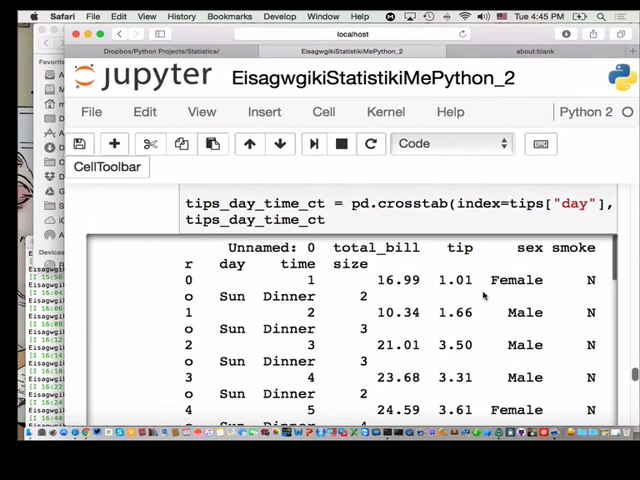 Safari File Edit View History Bookmarks Develop Window Help Tue 4:45 PM
localhost
Dropbox/Python Projects/Statistics/ EisagwgikiStatistikiMePython_2 about:blank
Favorite
jupyter EisagwgikiStatistikiMePython_2
File Edit View Insert Cell Kernel Help Python 2
Code
CellToolbar
tips_day_time_ct = pd.crosstab(index=tips["day"],
tips_day_time_ct
Unnamed: 0 total_bill tip sex smoke
r day time size
0 1 16.99 1.01 Female N
o Sun Dinner 2
1 2 10.34 1.66 Male N
o Sun Dinner 3
2 3 21.01 3.50 Male N
o Sun Dinner 3
3 4 23.68 3.31 Male N
o Sun Dinner 2
4 5 24.59 3.61 Female N
o Sun Dinner 4